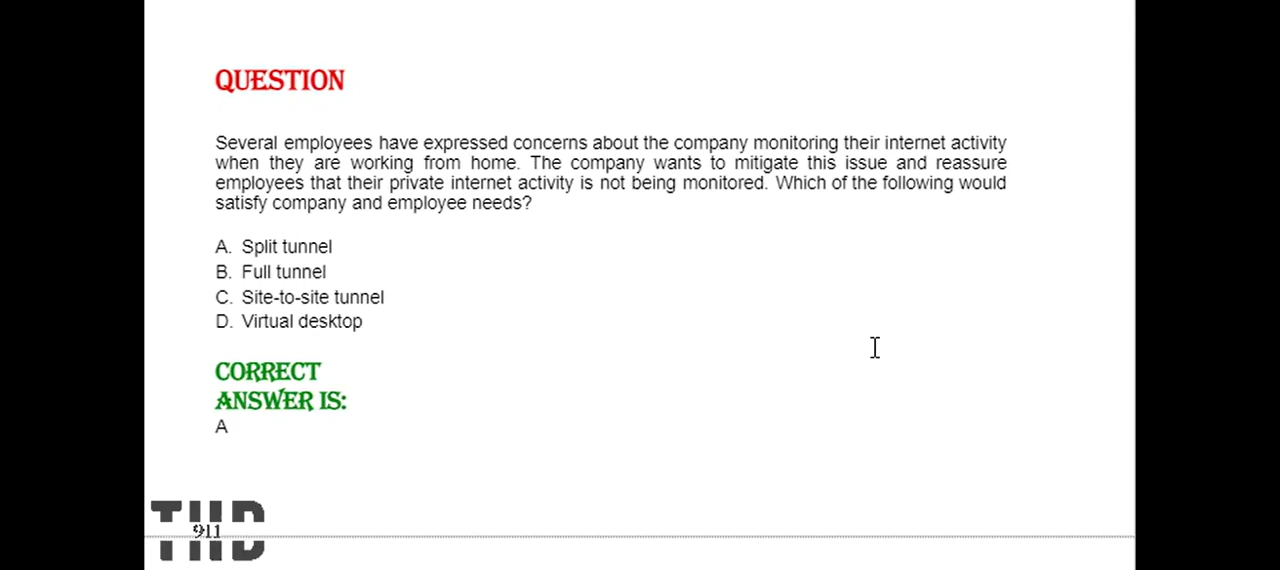 QUESTION
Several employees have expressed concerns about the company monitoring their internet activity
when they are working from home. The company wants to mitigate this issue and reassure
employees that their private internet activity is not being monitored. Which of the following would
satisfy company and employee needs?
A. Split tunnel
B. Full tunnel
C. Site-to-site tunnel
D. Virtual desktop
CORRECT
ANSWER IS:
A
THD
911